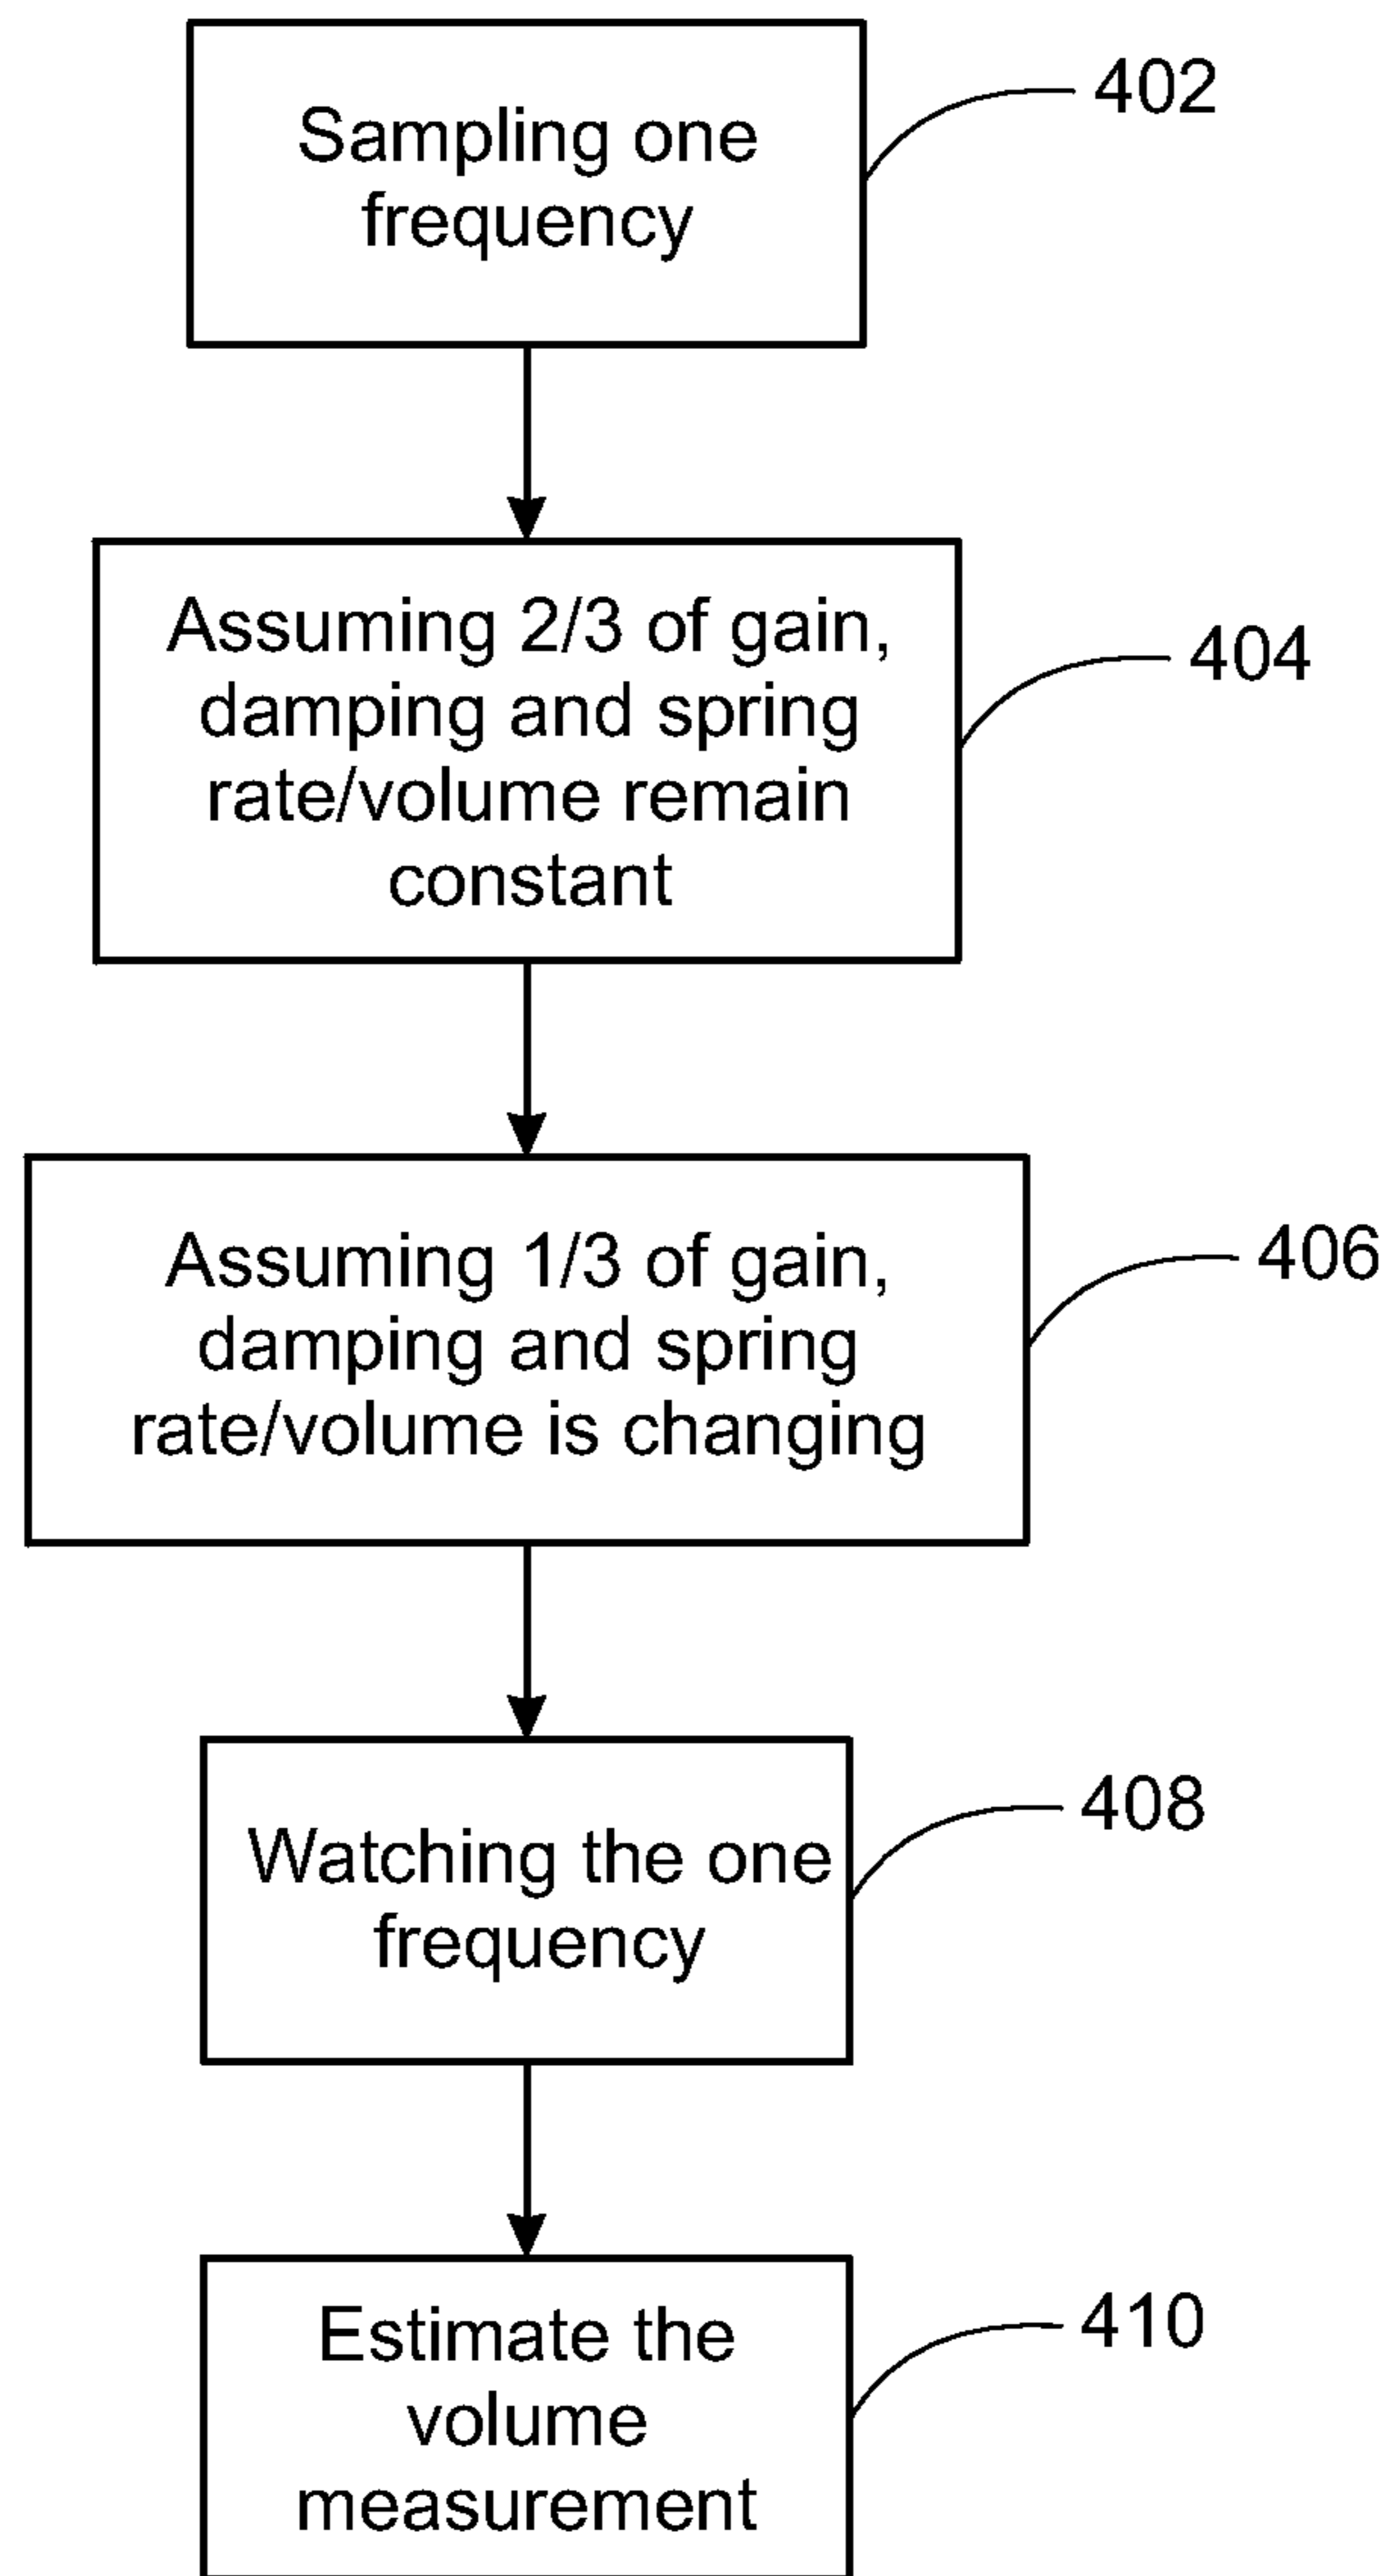 Sampling one
frequency
402
Assuming 2/3 of gain,
damping and spring
rate/volume remain
constant
404
Assuming 1/3 of gain,
damping and spring
rate/volume is changing
406
Watching the one
frequency
408
Estimate the
volume
measurement
410